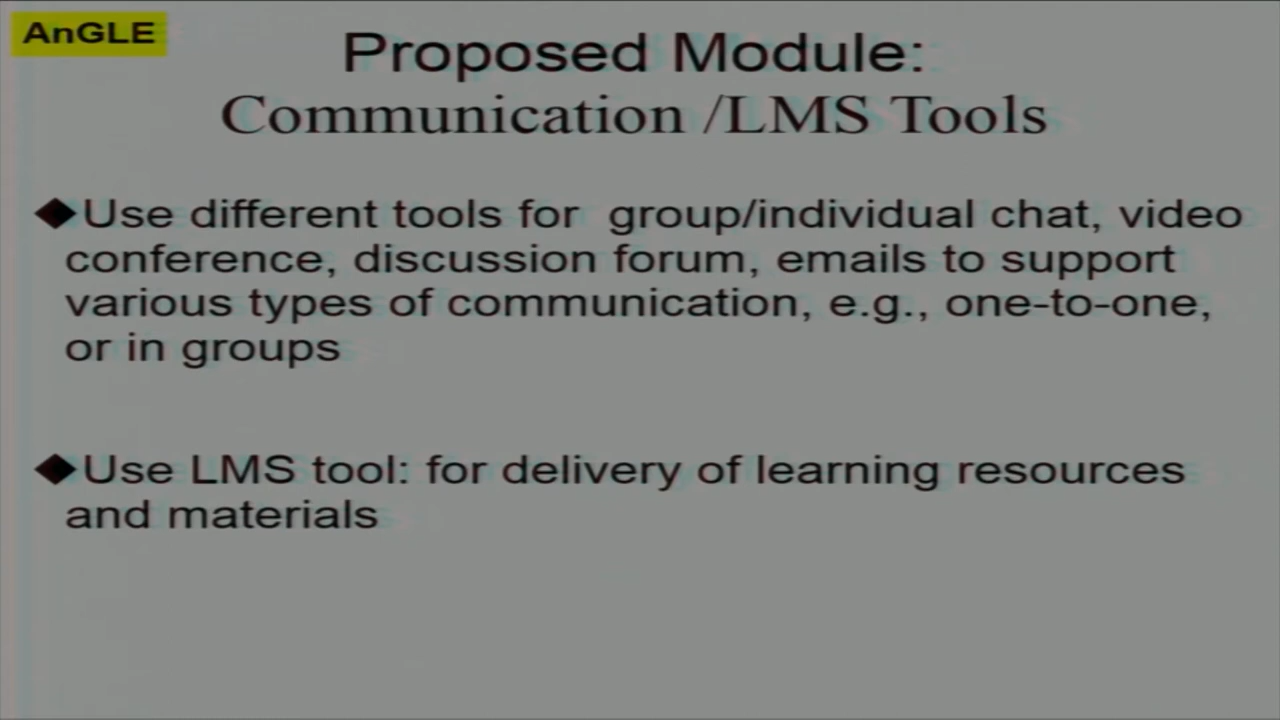 AnGLE
Proposed Module:
Communication /LMS Tools
◆Use different tools for group/individual chat, video
conference, discussion forum, emails to support
various types of communication, e.g., one-to-one,
or in groups
◆Use LMS tool: for delivery of learning resources
and materials